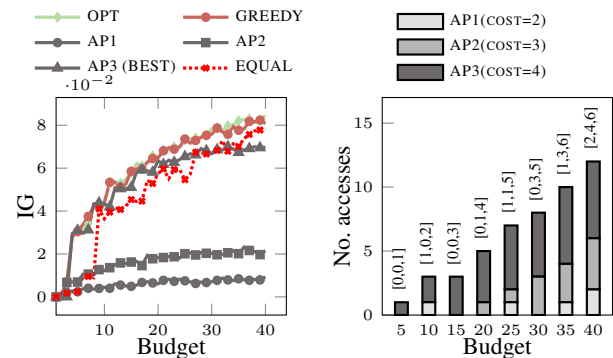 OPT GREEDY
AP1 AP2
AP3 (BEST) EQUAL
·10−2
8
6
4
2
0
0 10 20 30 40
IG
Budget
AP1(COST=2)
AP2(COST=3)
AP3(COST=4)
15
10
5
0
No. accesses
[0,0,1]
[1,0,2]
[0,0,3]
[0,1,4]
[1,1,5]
[0,3,5]
[1,3,6]
[2,4,6]
5 10 15 20 25 30 35 40
Budget